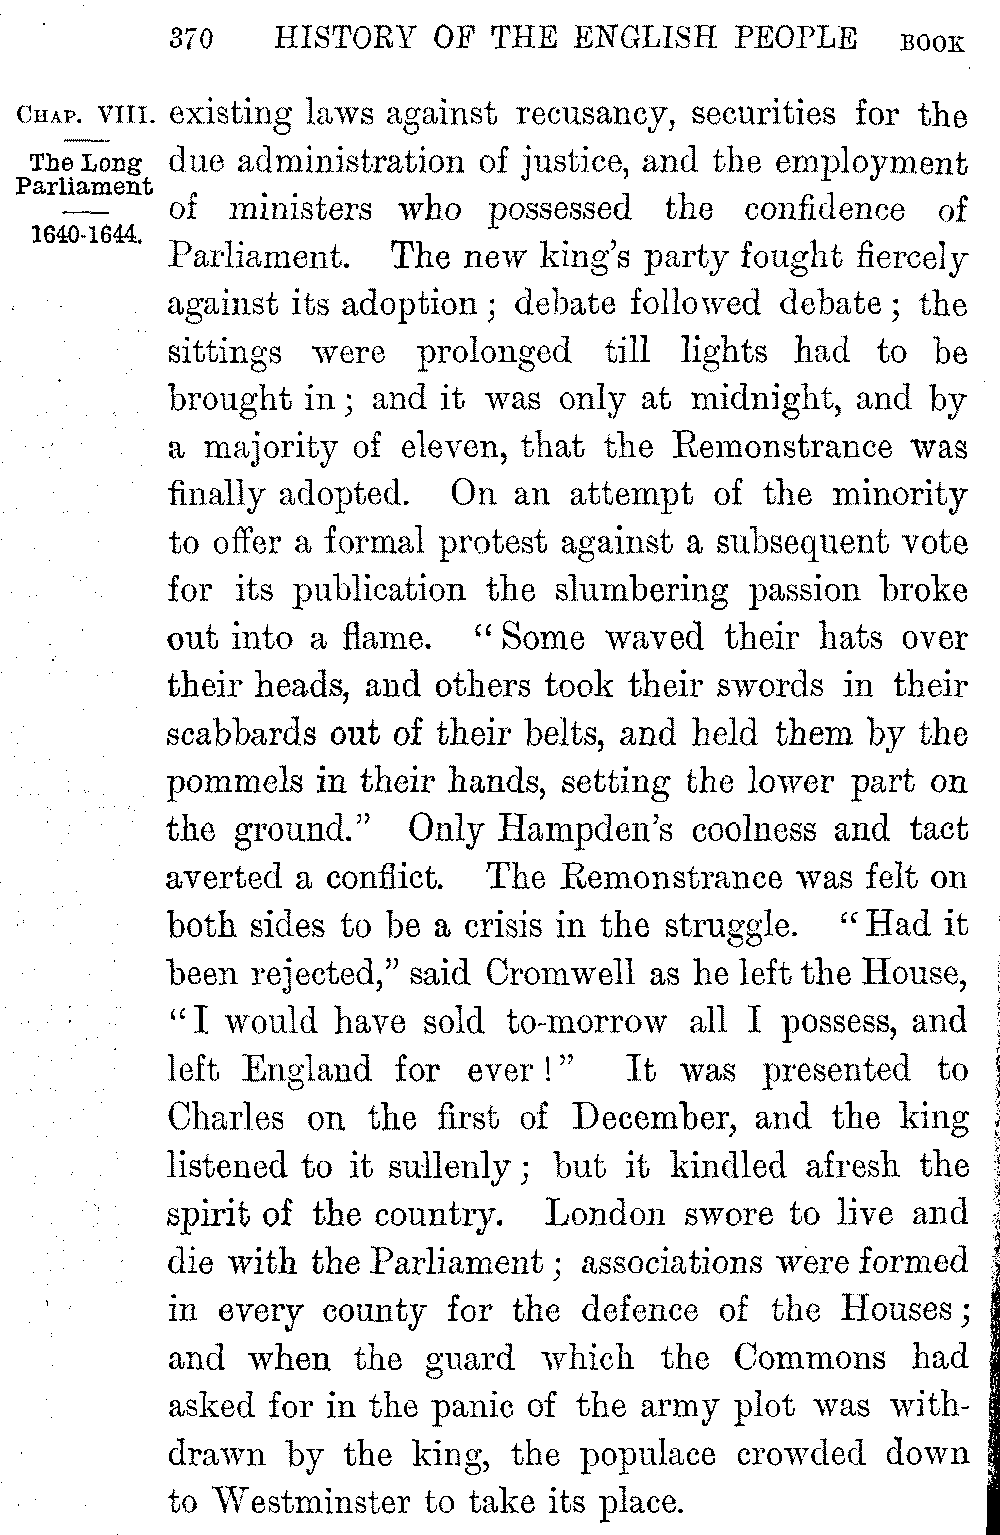 370 HISTORY OF THE ENGLISH PEOPLE BOOK
CHAP. VIII.
The Long
Parliament
1640-1644.
existing laws against recusancy, securities for the
due administration of justice, and the employment
of ministers who possessed the confidence of
Parliament. The new king's party fought fiercely
against its adoption ; debate followed debate ; the
sittings were prolonged till lights had to be
brought in ; and it was only at midnight, and by
a majority of eleven, that the Remonstrance was
finally adopted. On an attempt of the minority
to offer a formal protest against a subsequent vote
for its publication the slumbering passion broke
out into a flame. “ Some waved their hats over
their heads, and others took their swords in their
scabbards out of their belts, and held them by the
pommels in their hands, setting the lower part on
the ground.” Only Hampden's coolness and tact
averted a conflict. The Remonstrance was felt on
both sides to be a crisis in the struggle. “ Had it
been rejected,” said Cromwell as he left the House,
“ I would have sold to-morrow all I possess, and
left England for ever ! ” It was presented to
Charles on the first of December, and the king
listened to it sullenly ; but it kindled afresh the
spirit of the country. London swore to live and
die with the Parliament ; associations were formed
in every county for the defence of the Houses ;
and when the guard which the Commons had
asked for in the panic of the army plot was with-
drawn by the king, the populace crowded down
to Westminster to take its place.